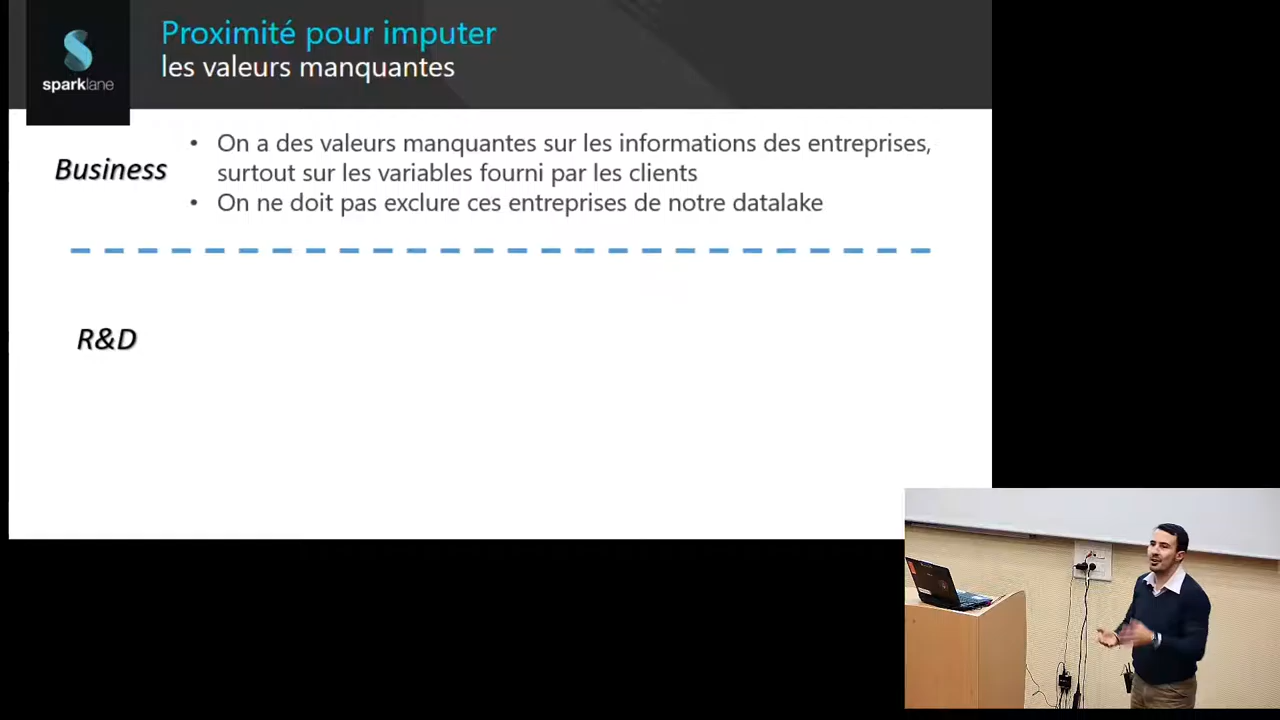 Proximité pour imputer
les valeurs manquantes
sparklane
Business
• On a des valeurs manquantes sur les informations des entreprises,
surtout sur les variables fourni par les clients
• On ne doit pas exclure ces entreprises de notre datalake
R&D